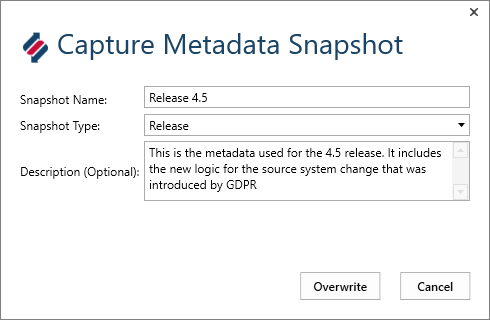 Capture Metadata Snapshot
Snapshot Name: Release 4.5
Snapshot Type: Release
Description (Optional): This is the metadata used for the 4.5 release. It includes
the new logic for the source system change that was
introduced by GDPR
Overwrite Cancel